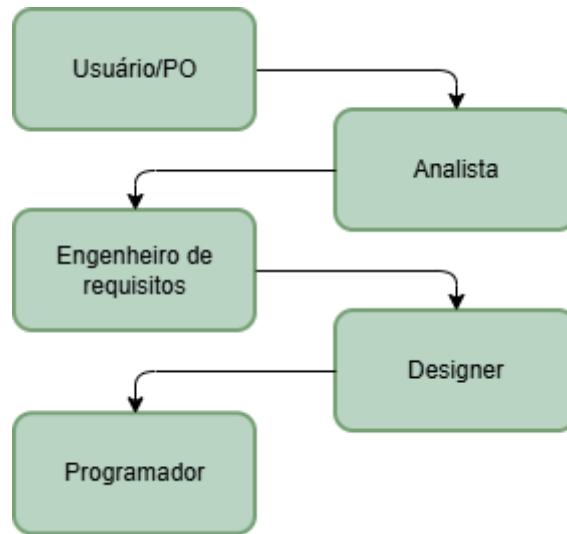 Usuário/PO
Analista
Engenheiro de
requisitos
Designer
Programador